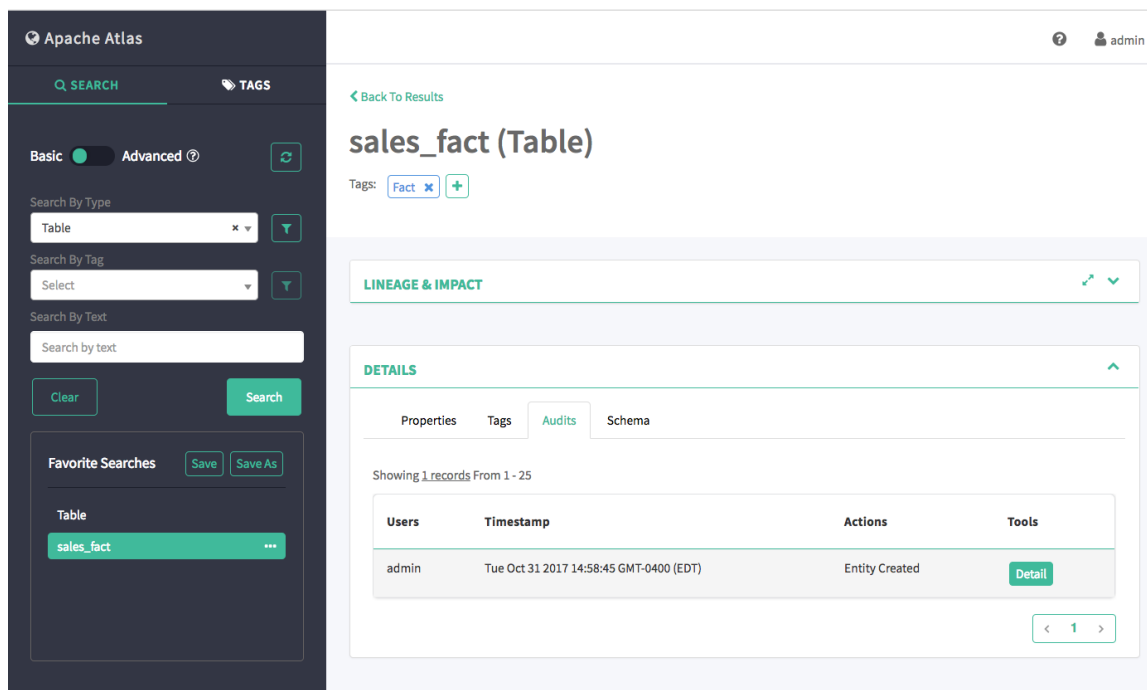 Apache Atlas
admin
SEARCH
TAGS
Basic
Advanced
Search By Type
Table
Search By Tag
Select
Search By Text
Search by text
Clear
Search
Favorite Searches
Save
Save As
Table
sales_fact
Back To Results
sales_fact (Table)
Tags:
Fact
LINEAGE & IMPACT
DETAILS
Properties
Tags
Audits
Schema
Showing 1 records From 1 - 25
Users
Timestamp
Actions
Tools
admin
Tue Oct 31 2017 14:58:45 GMT-0400 (EDT)
Entity Created
Detail
1